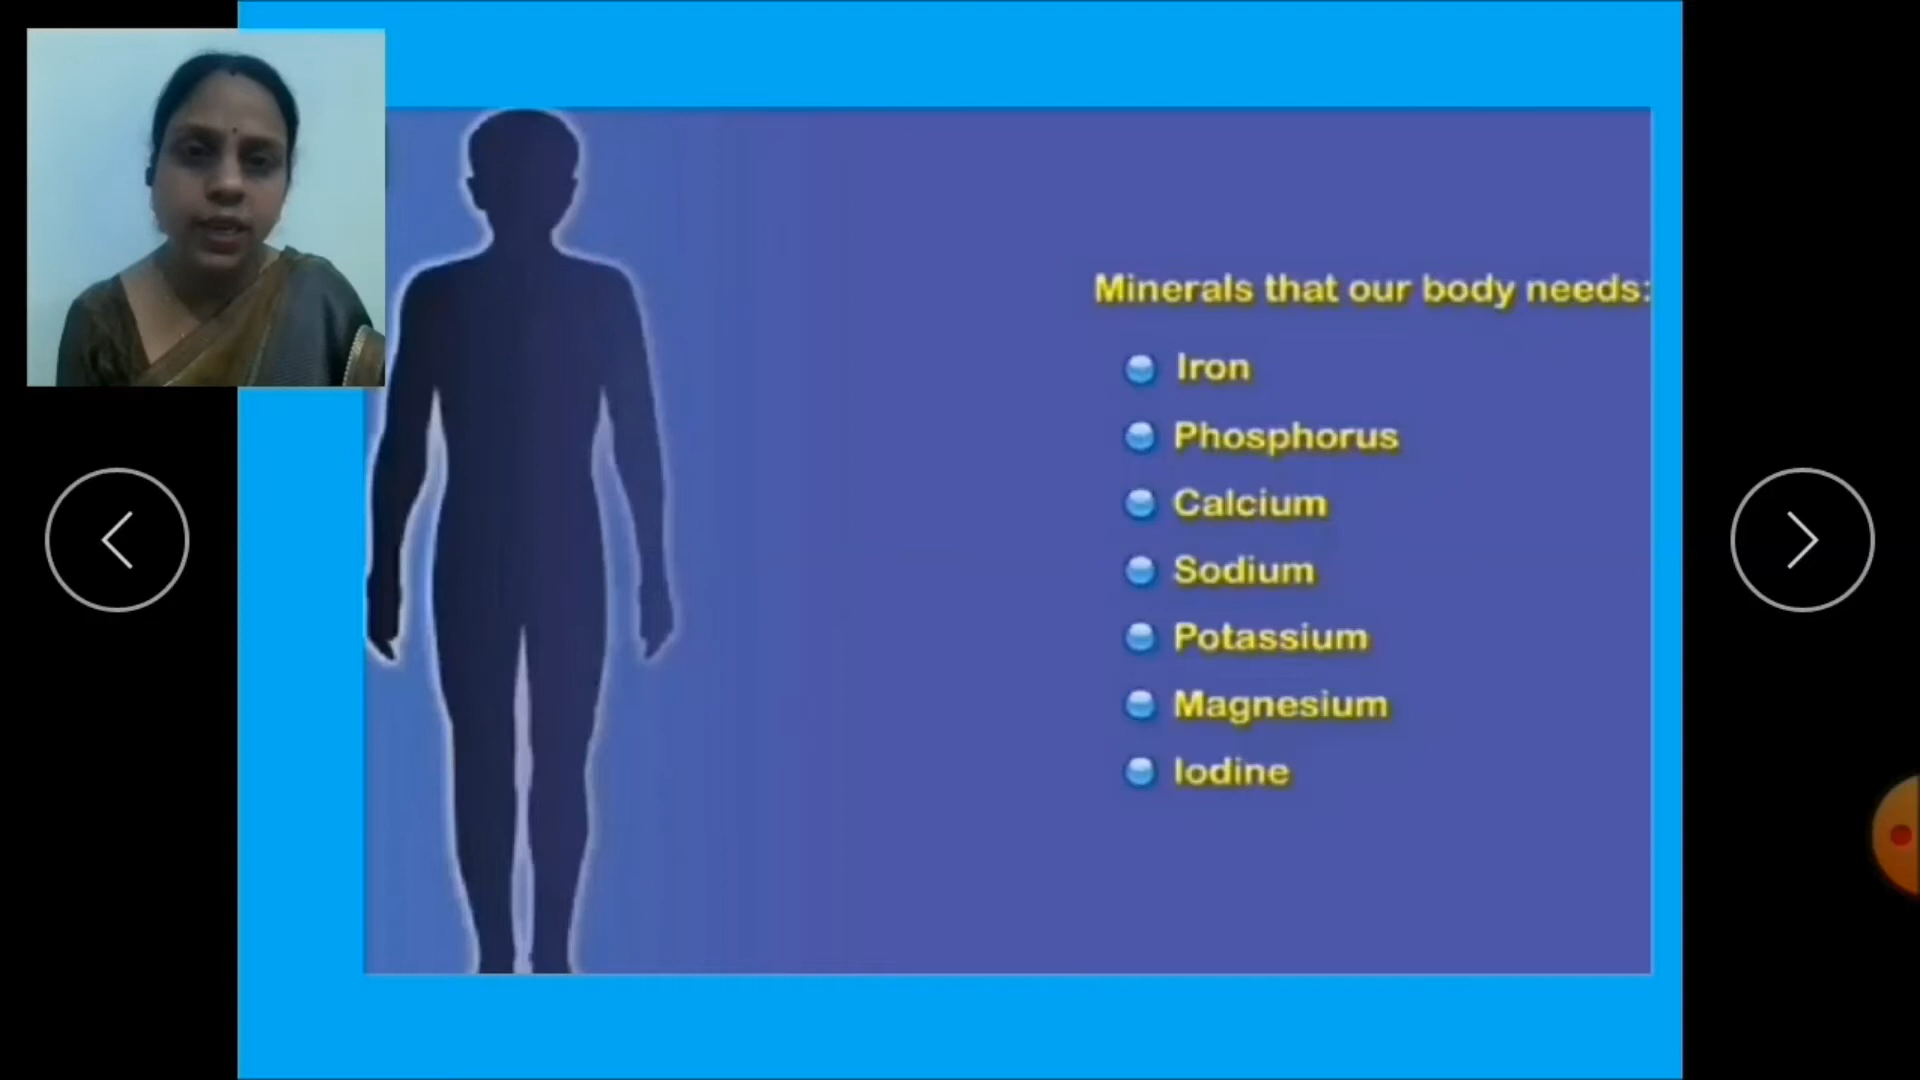 Minerals that our body needs:
Iron
Phosphorus
Calcium
Sodium
Potassium
Magnesium
Iodine